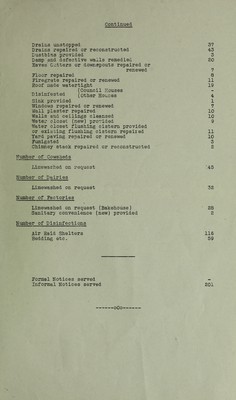 Continued
Drains unstopped 37
Drains repaired or reconstructed 43
Dustbins provided 3
Damp and defective walls remedied 50
Eaves Gutters or downspouts repaired or
renewed 7
Floor repaired 8
Firegrate repaired or renewed 11
Roof made watertight 19
Disinfected (Council Houses -
(Other Houses 4
Sink provided 1
Windows repaired or renewed 7
Wall plaster repaired 10
Walls and ceilings cleansed 10
Water closet (new) provided 9
Water closet flushing cistern provided
or existing flushing cistern repaired 11
Yard paving repaired or renewed 10
Fumigated 2
Chimney stack repaired or reconstructed 2
Number of Cowsheds
Limewashed on request 45
Number of Dairies
Limewashed on request 32
Number of Factories
Limewashed on request (Bakehouse) 28
Sanitary convenience (new) provided 2
Number of Disinfections
Air Raid Shelters 116
Bedding etc. 59
Formal Notices served -
Informal Notices served 201
------oOo------